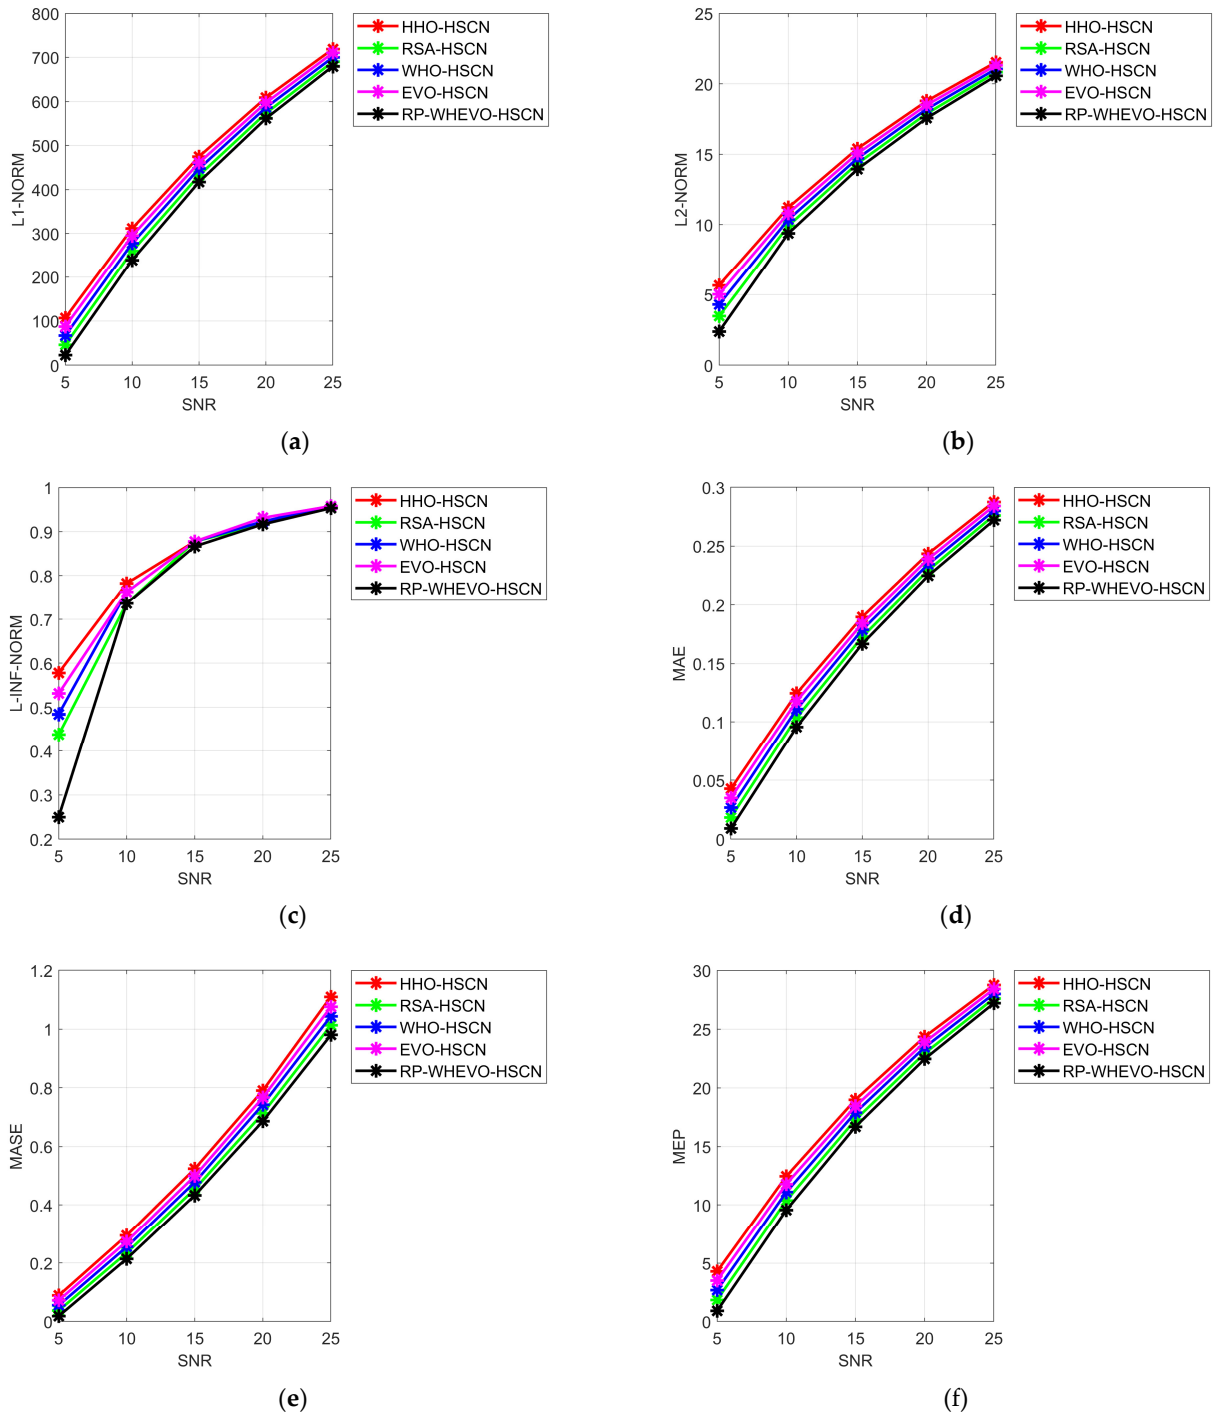 800
700
600
500
400
300
200
100
0
L1-NORM
5 10 15 20 25
SNR
HHO-HSCN
RSA-HSCN
WHO-HSCN
EVO-HSCN
RP-WHEVO-HSCN
(a)
25
20
15
10
5
0
L2-NORM
5 10 15 20 25
SNR
HHO-HSCN
RSA-HSCN
WHO-HSCN
EVO-HSCN
RP-WHEVO-HSCN
(b)
1
0.9
0.8
0.7
0.6
0.5
0.4
0.3
0.2
L-INF-NORM
5 10 15 20 25
SNR
HHO-HSCN
RSA-HSCN
WHO-HSCN
EVO-HSCN
RP-WHEVO-HSCN
(c)
0.3
0.25
0.2
0.15
0.1
0.05
0
MAE
5 10 15 20 25
SNR
HHO-HSCN
RSA-HSCN
WHO-HSCN
EVO-HSCN
RP-WHEVO-HSCN
(d)
1.2
1
0.8
0.6
0.4
0.2
0
MASE
5 10 15 20 25
SNR
HHO-HSCN
RSA-HSCN
WHO-HSCN
EVO-HSCN
RP-WHEVO-HSCN
(e)
30
25
20
15
10
5
0
MEP
5 10 15 20 25
SNR
HHO-HSCN
RSA-HSCN
WHO-HSCN
EVO-HSCN
RP-WHEVO-HSCN
(f)